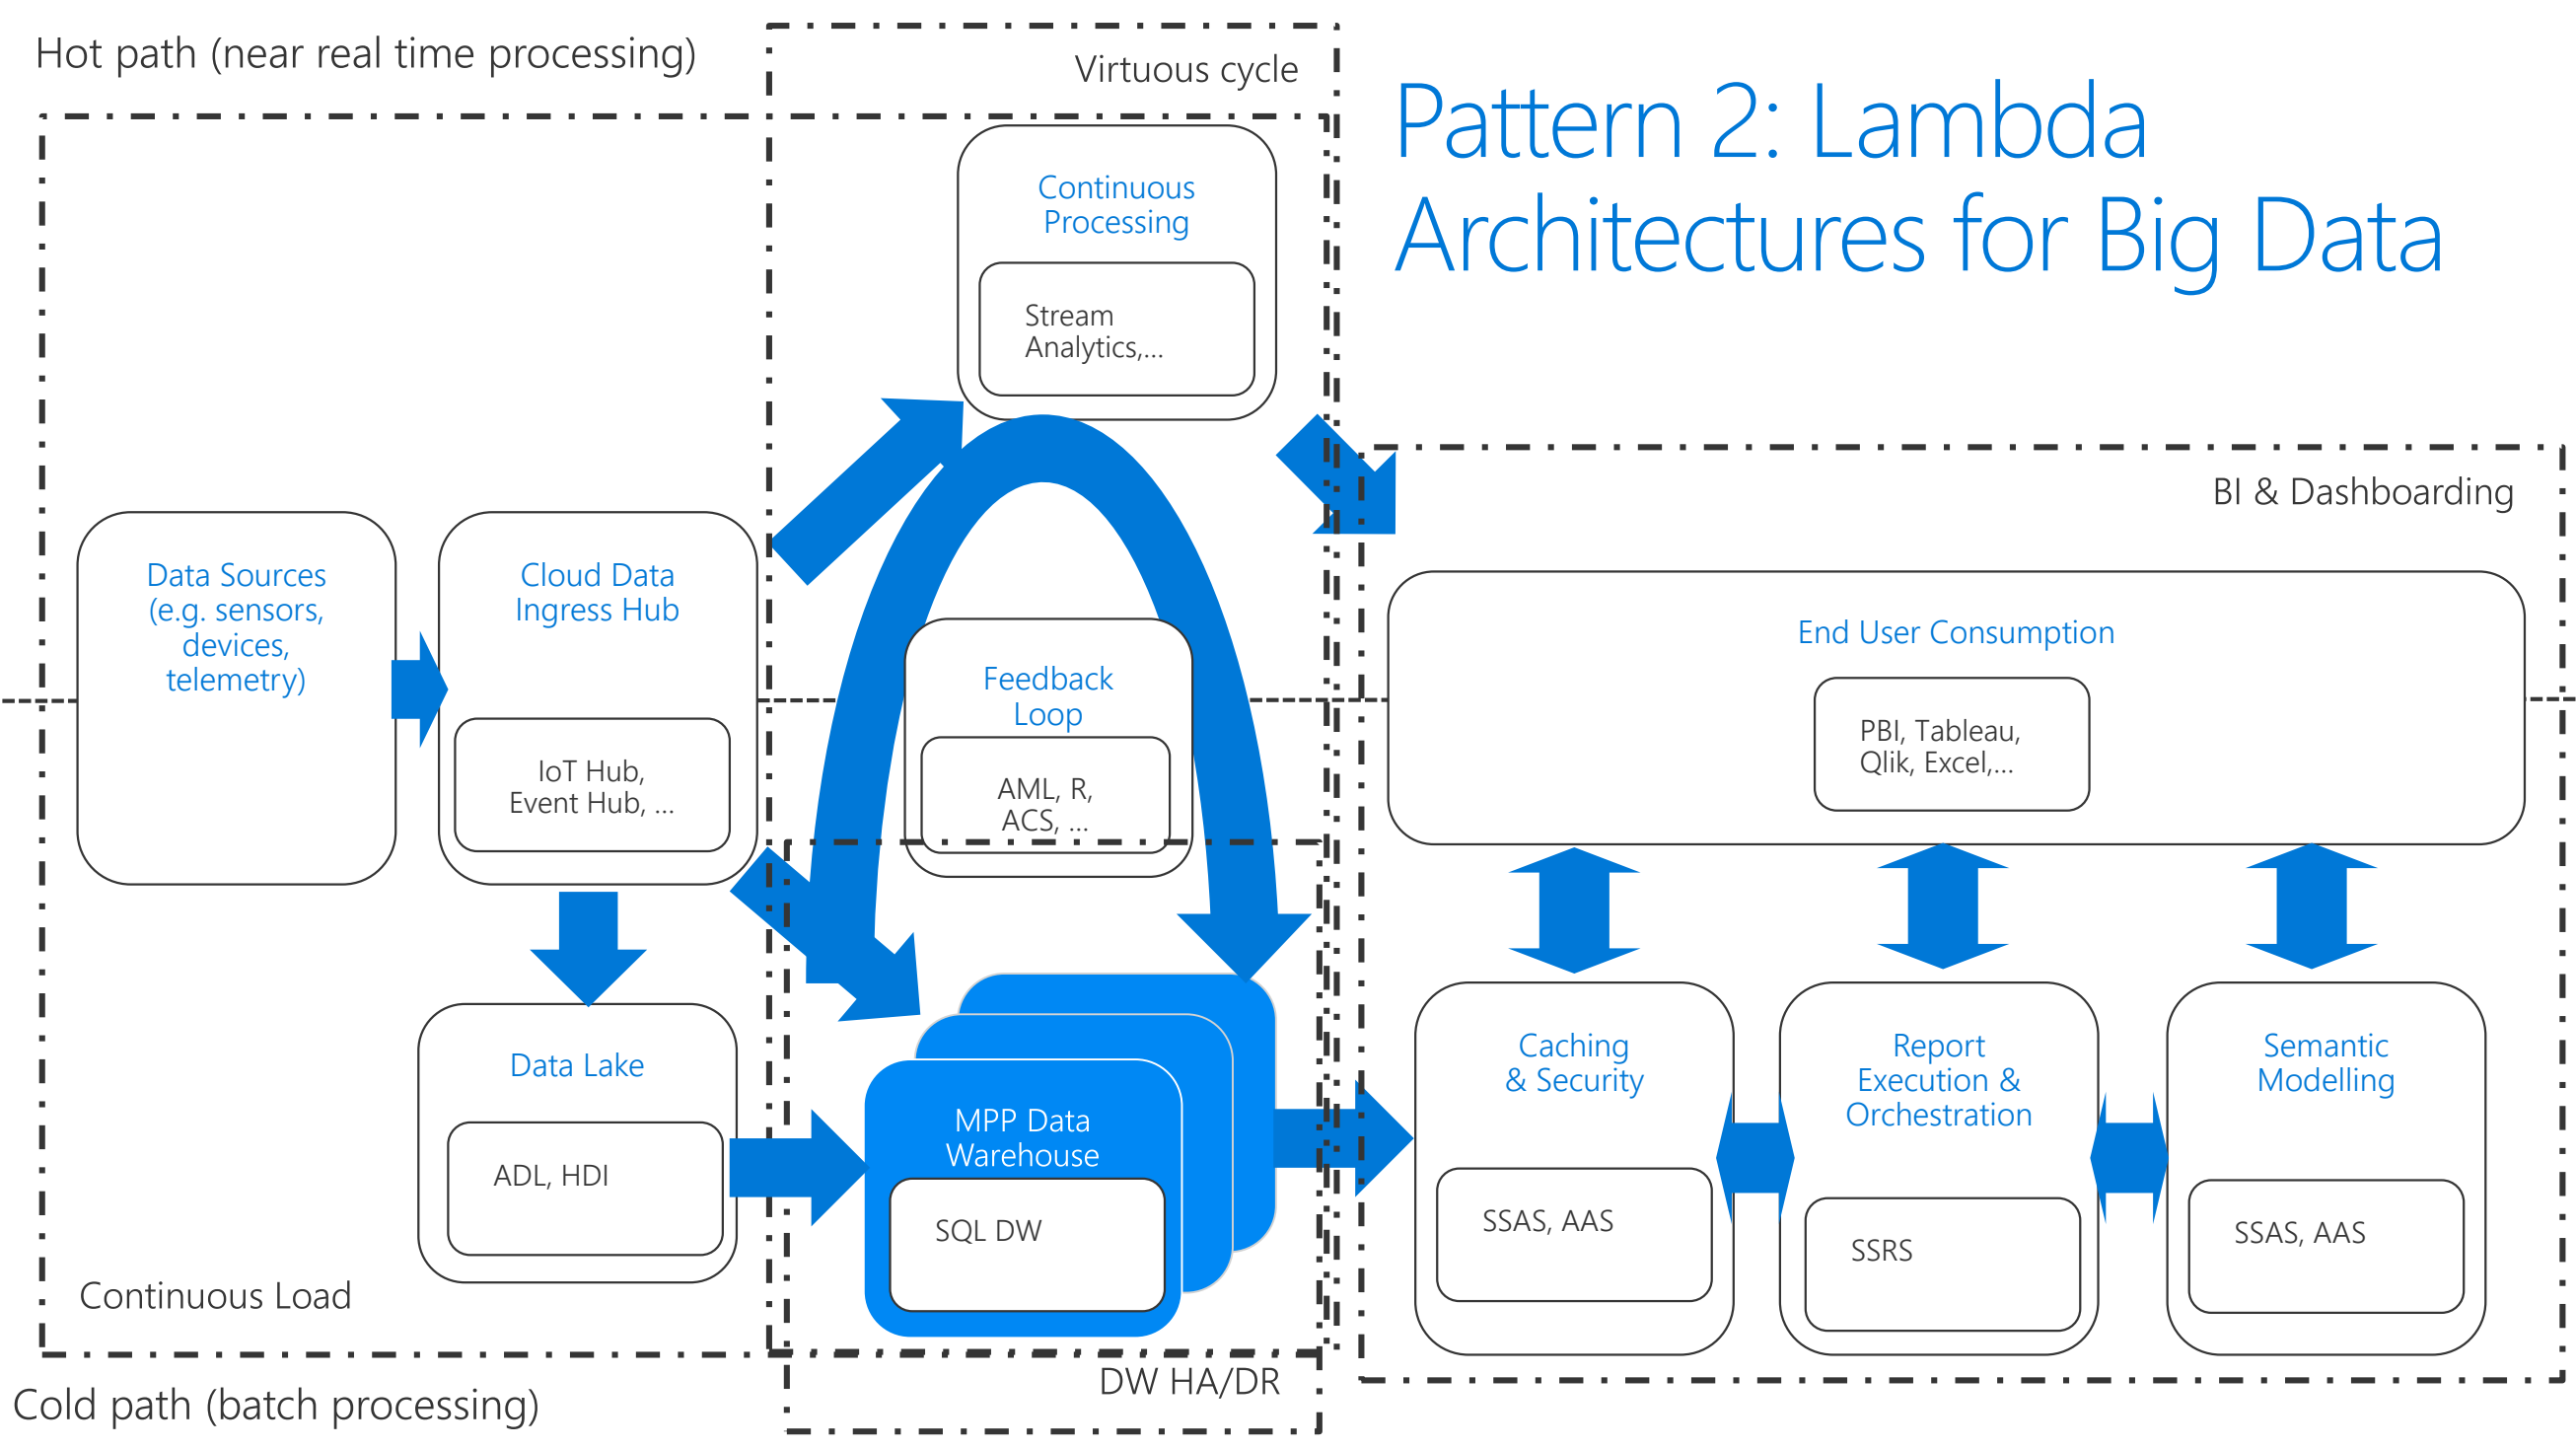 Hot path (near real time processing)
Virtuous cycle
Pattern 2: Lambda
Architectures for Big Data
Continuous
Processing
Stream
Analytics,...
BI & Dashboarding
Data Sources
(e.g. sensors,
devices,
telemetry)
Cloud Data
Ingress Hub
IoT Hub,
Event Hub, ...
Feedback
Loop
AML, R,
ACS, ...
End User Consumption
PBI, Tableau,
Qlik, Excel,...
Data Lake
ADL, HDI
MPP Data
Warehouse
SQL DW
Caching
& Security
SSAS, AAS
Report
Execution &
Orchestration
SSRS
Semantic
Modelling
SSAS, AAS
Continuous Load
DW HA/DR
Cold path (batch processing)